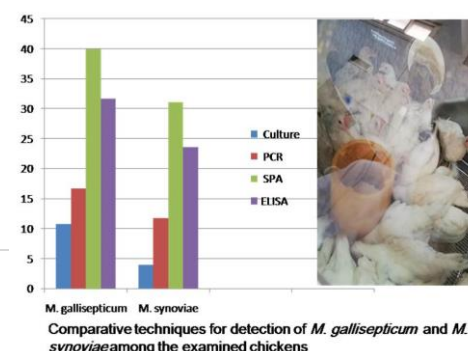 45
40
35
30
25
20
15
10
5
0
Culture
PCR
SPA
ELISA
M. gallisepticum M. synoviae
Comparative techniques for detection of M. gallisepticum and M.
synoviae among the examined chickens